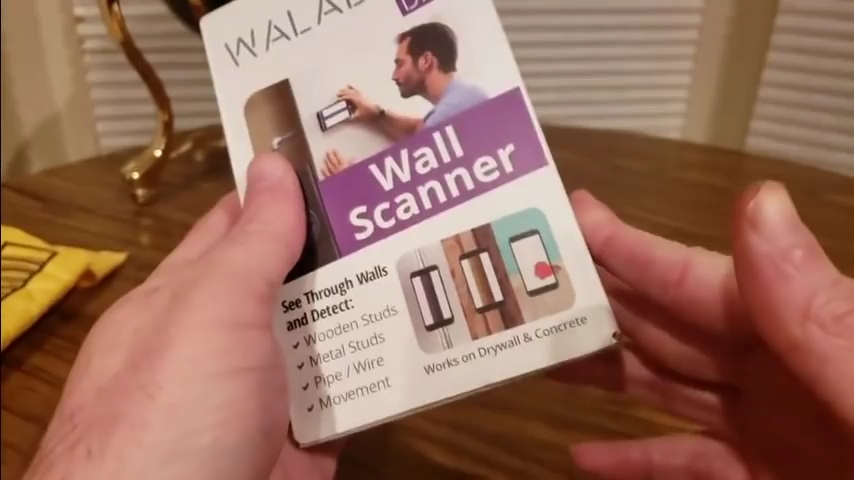 WALAB
Wall
Scanner
See Through Walls
and Detect:
✓ Wooden Studs
✓ Metal Studs
✓ Pipe / Wire
✓ Movement
Works on Drywall & Concrete